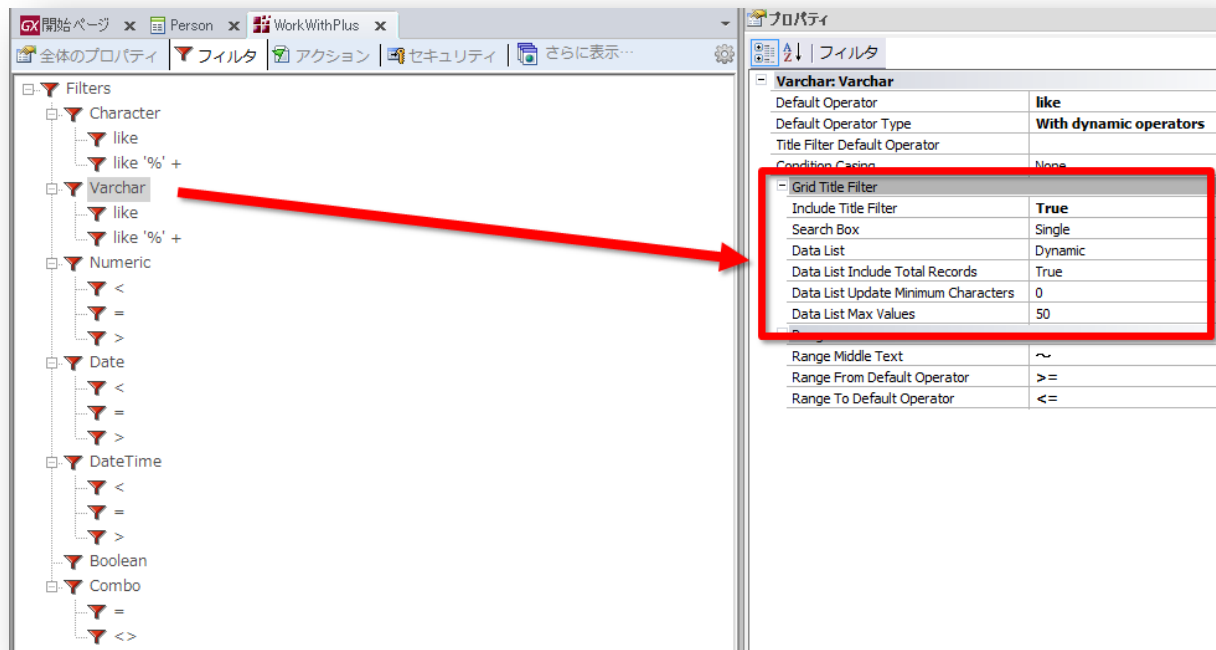 GX 開始ページ x Person x WorkWithPlus x
全体のプロパティ フィルタ アクション セキュリティ さらに表示…
Filters
Character
like
like '%' +
Varchar
like
like '%' +
Numeric
<
=
>
Date
<
=
>
DateTime
<
=
>
Boolean
Combo
=
<>
プロパティ
フィルタ
Varchar: Varchar
Default Operator like
Default Operator Type With dynamic operators
Title Filter Default Operator
Condition Casing None
Grid Title Filter
Include Title Filter True
Search Box Single
Data List Dynamic
Data List Include Total Records True
Data List Update Minimum Characters 0
Data List Max Values 50
Range Middle Text ～
Range From Default Operator >=
Range To Default Operator <=